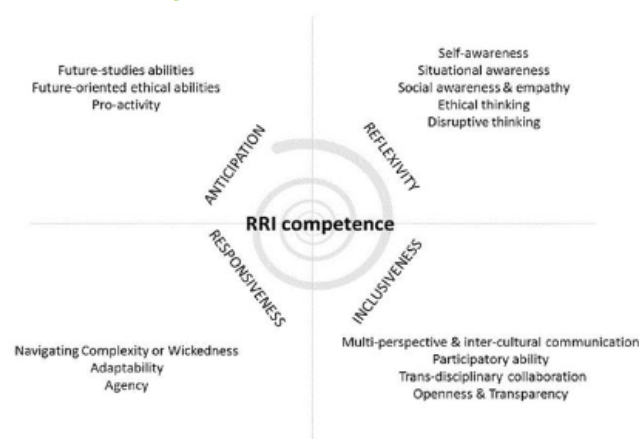 Future-studies abilities
Future-oriented ethical abilities
Pro-activity
Self-awareness
Situational awareness
Social awareness & empathy
Ethical thinking
Disruptive thinking
ANTICIPATION
REFLEXIVITY
RRI competence
RESPONSIVENESS
INCLUSIVENESS
Navigating Complexity or Wickedness
Adaptability
Agency
Multi-perspective & inter-cultural communication
Participatory ability
Trans-disciplinary collaboration
Openness & Transparency